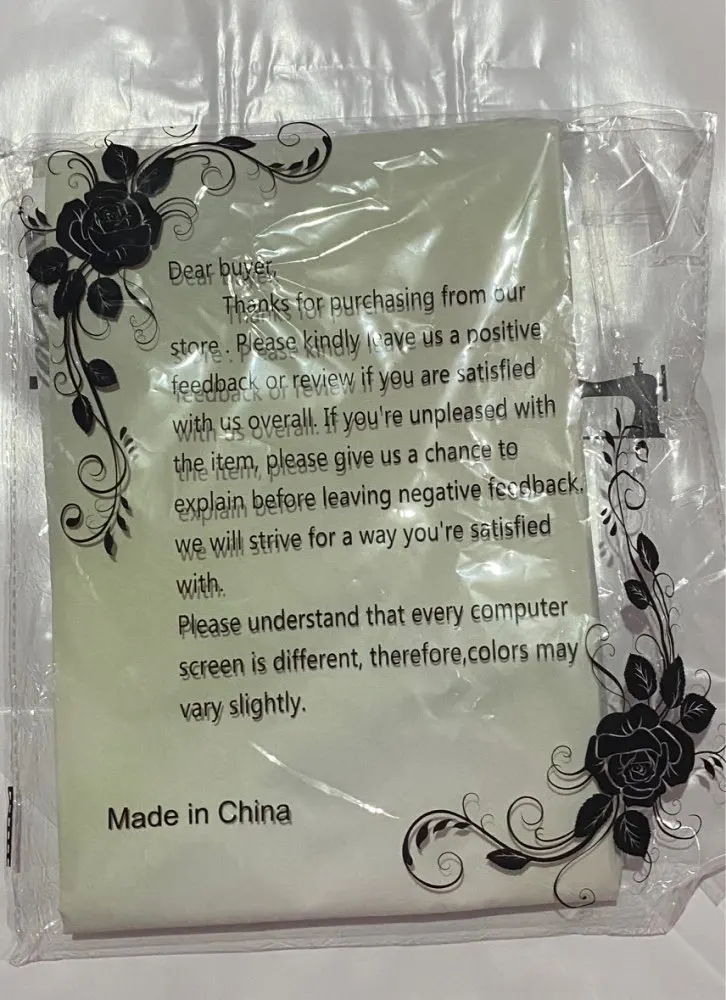 Dear buyer,
Thanks for purchasing from our
store . Please kindly leave us a positive
feedback or review if you are satisfied
with us overall. If you're unpleased with
the item, please give us a chance to
explain before leaving negative feedback.
we will strive for a way you're satisfied
with.
Please understand that every computer
screen is different, therefore,colors may
vary slightly.
Made in China